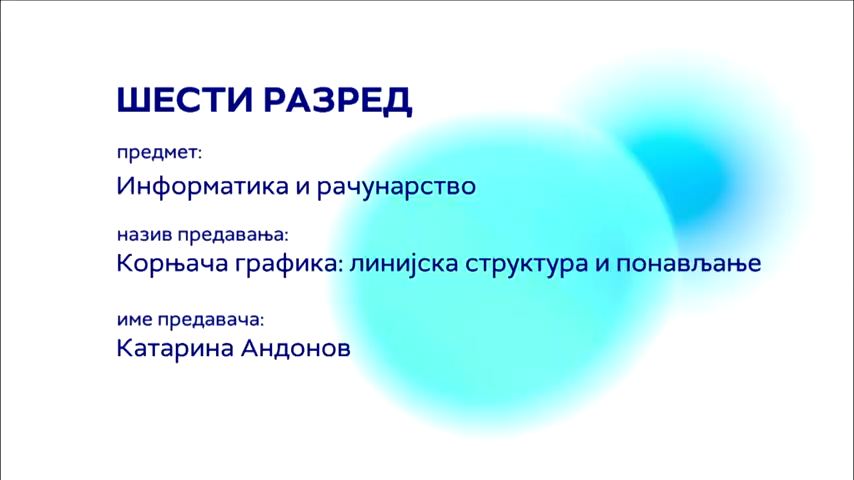 ШЕСТИ РАЗРЕД
предмет:
Информатика и рачунарство
назив предавања:
Корњача графика: линијска структура и понављање
име предавача:
Катарина Андонов